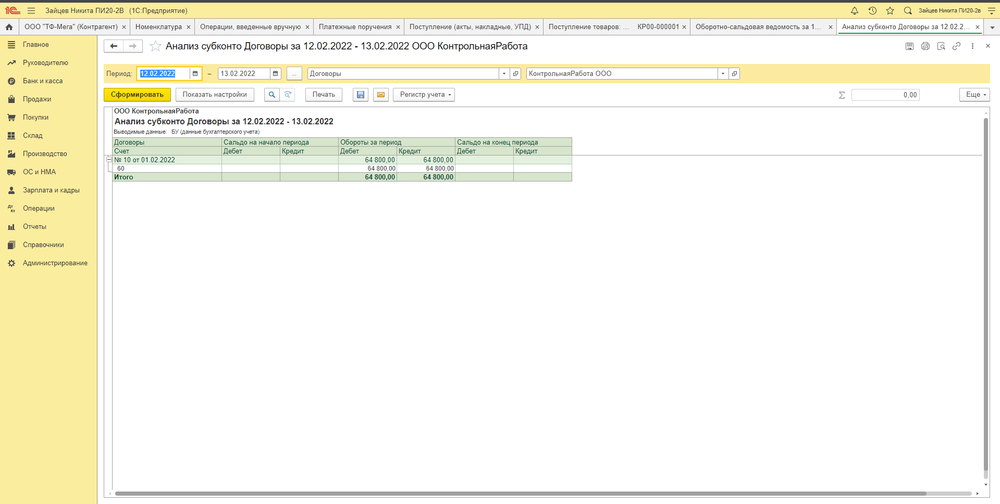 1С Зайцев Никита ПИ20-2В (1С:Предприятие) Зайцев Никита ПИ20-2в
ООО "ТФ-Мега" (Контрагент) × Номенклатура × Операции, введенные вручную × Платежные поручения × Поступление (акты, накладные, УПД) × Поступление товаров: ... КР00-000001 × Оборотно-сальдовая ведомость за 1... × Анализ субконто Договоры за 12.02.2... ×
Главное
Руководителю
Банк и касса
Продажи
Покупки
Склад
Производство
ОС и НМА
Зарплата и кадры
Дт Кт Операции
Отчеты
Справочники
Администрирование
Анализ субконто Договоры за 12.02.2022 - 13.02.2022 ООО КонтрольнаяРабота
Период: 12.02.2022 – 13.02.2022 ... Договоры КонтрольнаяРабота ООО
Сформировать Показать настройки Печать Регистр учета Σ 0,00 Еще
ООО КонтрольнаяРабота
Анализ субконто Договоры за 12.02.2022 - 13.02.2022
Выводимые данные: БУ (данные бухгалтерского учета)
Договоры Сальдо на начало периода Обороты за период Сальдо на конец периода
Счет Дебет Кредит Дебет Кредит Дебет Кредит
№ 10 от 01.02.2022 64 800,00 64 800,00
60 64 800,00 64 800,00
Итого 64 800,00 64 800,00